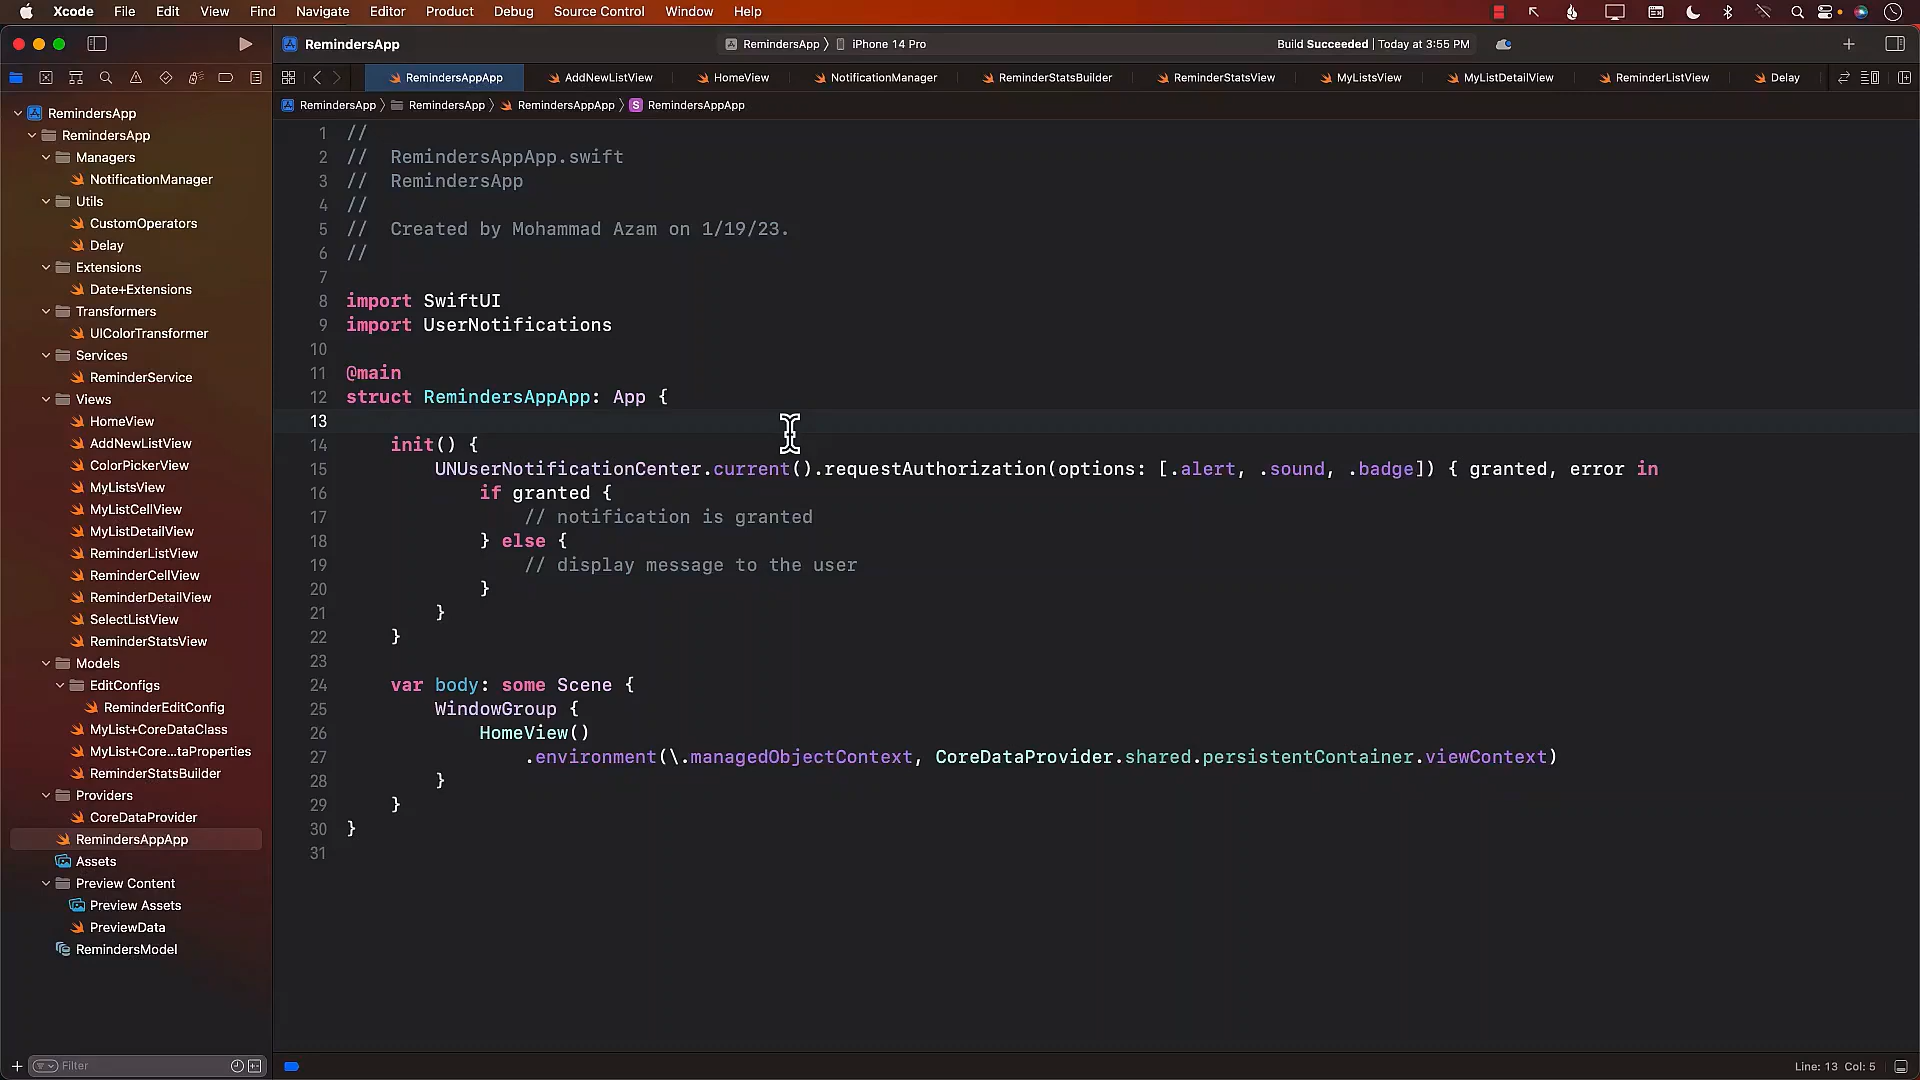 Xcode File Edit View Find Navigate Editor Product Debug Source Control Window Help
RemindersApp
RemindersApp 〉 iPhone 14 Pro
Build Succeeded | Today at 3:55 PM
RemindersAppApp AddNewListView HomeView NotificationManager ReminderStatsBuilder ReminderStatsView MyListsView MyListDetailView ReminderListView Delay
RemindersApp 〉 RemindersApp 〉 RemindersAppApp 〉 S RemindersAppApp
RemindersApp
RemindersApp
Managers
NotificationManager
Utils
CustomOperators
Delay
Extensions
Date+Extensions
Transformers
UIColorTransformer
Services
ReminderService
Views
HomeView
AddNewListView
ColorPickerView
MyListsView
MyListCellView
MyListDetailView
ReminderListView
ReminderCellView
ReminderDetailView
SelectListView
ReminderStatsView
Models
EditConfigs
ReminderEditConfig
MyList+CoreDataClass
MyList+Core...taProperties
ReminderStatsBuilder
Providers
CoreDataProvider
RemindersAppApp
Assets
Preview Content
Preview Assets
PreviewData
RemindersModel
Filter
1 //
2 //  RemindersAppApp.swift
3 //  RemindersApp
4 //
5 //  Created by Mohammad Azam on 1/19/23.
6 //
7
8 import SwiftUI
9 import UserNotifications
10
11 @main
12 struct RemindersAppApp: App {
13
14     init() {
15         UNUserNotificationCenter.current().requestAuthorization(options: [.alert, .sound, .badge]) { granted, error in
16             if granted {
17                 // notification is granted
18             } else {
19                 // display message to the user
20             }
21         }
22     }
23
24     var body: some Scene {
25         WindowGroup {
26             HomeView()
27                 .environment(\.managedObjectContext, CoreDataProvider.shared.persistentContainer.viewContext)
28         }
29     }
30 }
31
Line: 13 Col: 5